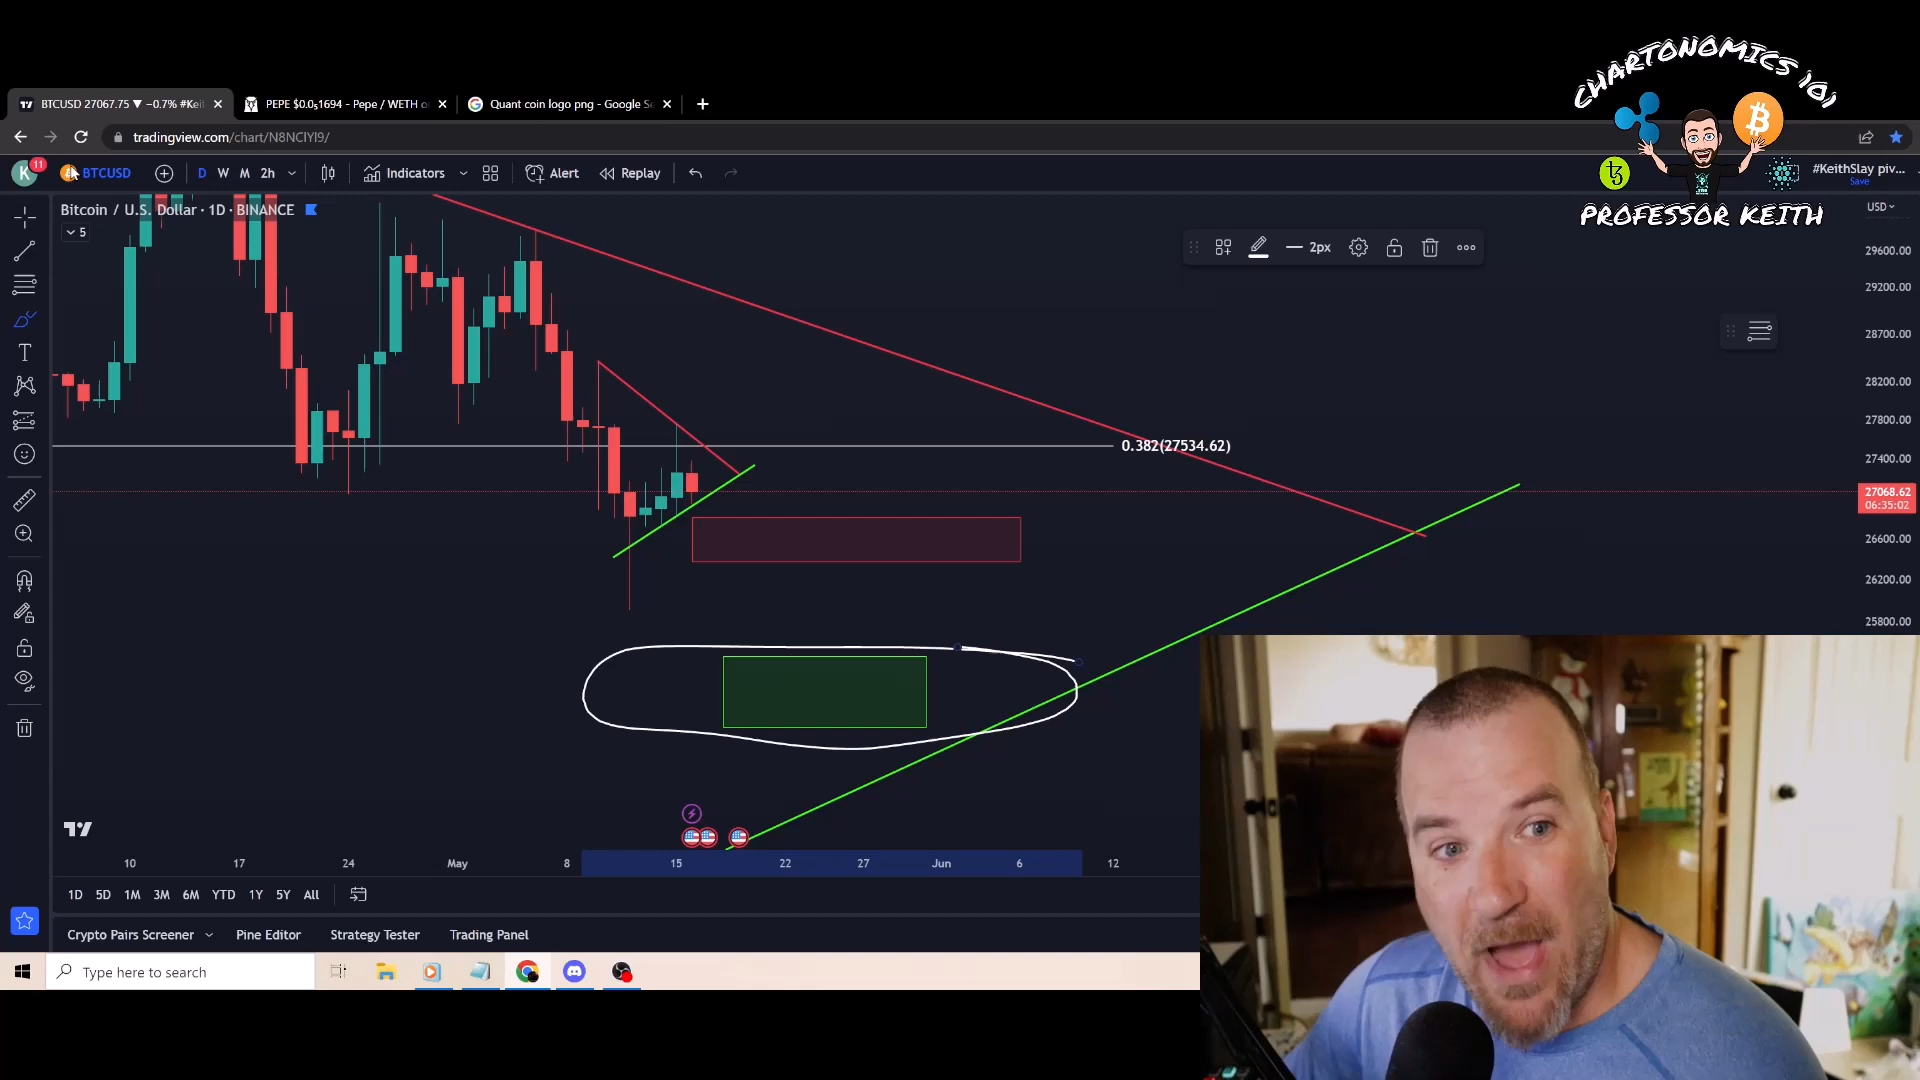 CHARTONOMICS 101
PROFESSOR KEITH
BTCUSD 27067.75 ▼ −0.7% #Kei
PEPE $0.0₅1694 - Pepe / WETH o
Quant coin logo png - Google Se
tradingview.com/chart/N8NCIYI9/
K
11
BTCUSD
D
W
M
2h
Indicators
Alert
Replay
#KeithSlay piv...
Save
Bitcoin / U.S. Dollar · 1D · BINANCE
5
2px
USD
29600.00
29200.00
28700.00
28200.00
27800.00
0.382(27534.62)
27400.00
27068.62
06:35:02
26600.00
26200.00
25800.00
10
17
24
May
8
15
22
27
Jun
6
12
1D
5D
1M
3M
6M
YTD
1Y
5Y
All
Crypto Pairs Screener
Pine Editor
Strategy Tester
Trading Panel
Type here to search